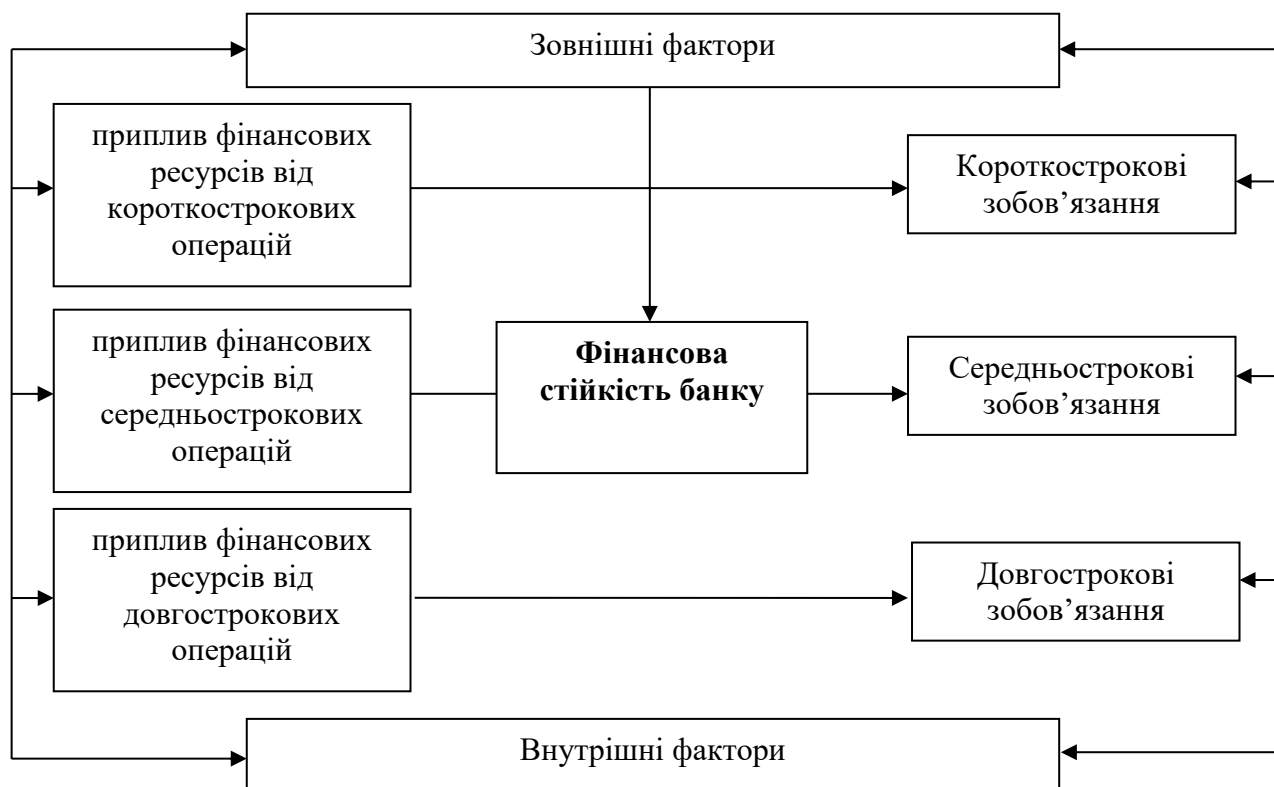 Зовнішні фактори
приплив фінансових
ресурсів від
короткострокових
операцій
Короткострокові
зобов’язання
приплив фінансових
ресурсів від
середньострокових
операцій
Фінансова
стійкість банку
Середньострокові
зобов’язання
приплив фінансових
ресурсів від
довгострокових
операцій
Довгострокові
зобов’язання
Внутрішні фактори